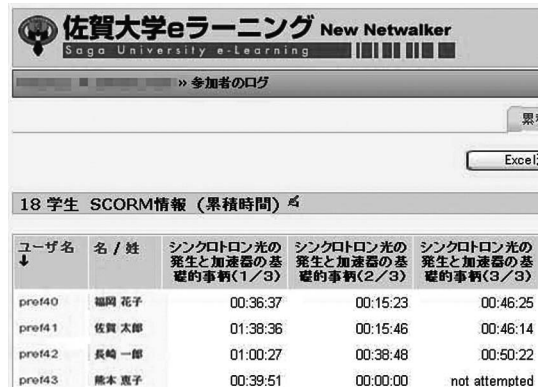 佐賀大学eラーニング New Netwalker
Saga University e-Learning
» 参加者のログ
累
Excel
18 学生 SCORM情報 (累積時間)
ユーザ名 名 / 姓 シンクロトロン光の シンクロトロン光の シンクロトロン光の
↓ 発生と加速器の基 発生と加速器の基 発生と加速器の基
礎的事柄(1/3) 礎的事柄(2/3) 礎的事柄(3/3)
pref40 福岡 花子 00:36:37 00:15:23 00:46:25
pref41 佐賀 太郎 01:38:36 00:15:46 00:46:14
pref42 長崎 一郎 01:00:27 00:38:48 00:50:22
pref43 熊本 恵子 00:39:51 00:00:00 not attempted